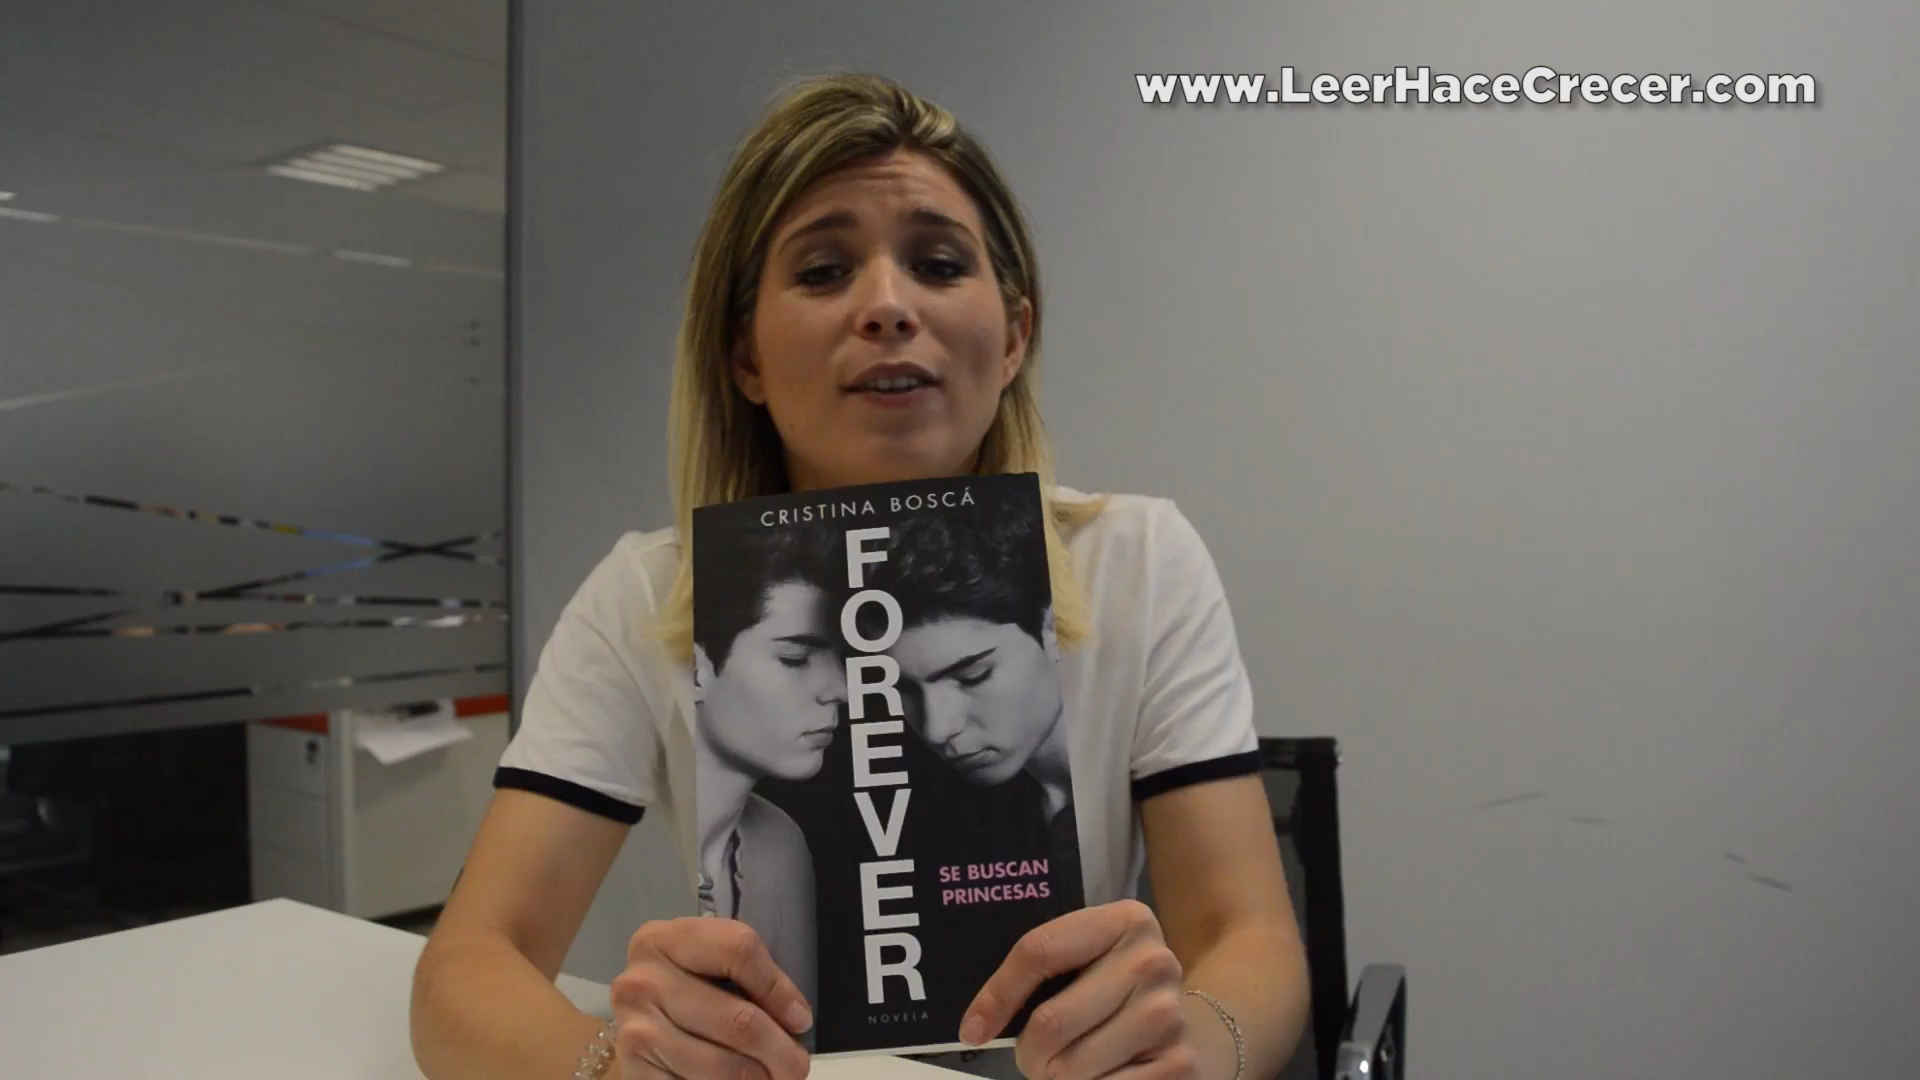 www.LeerHaceCrecer.com
CRISTINA BOSCÁ
FOREVER
SE BUSCAN
PRINCESAS
NOVELA